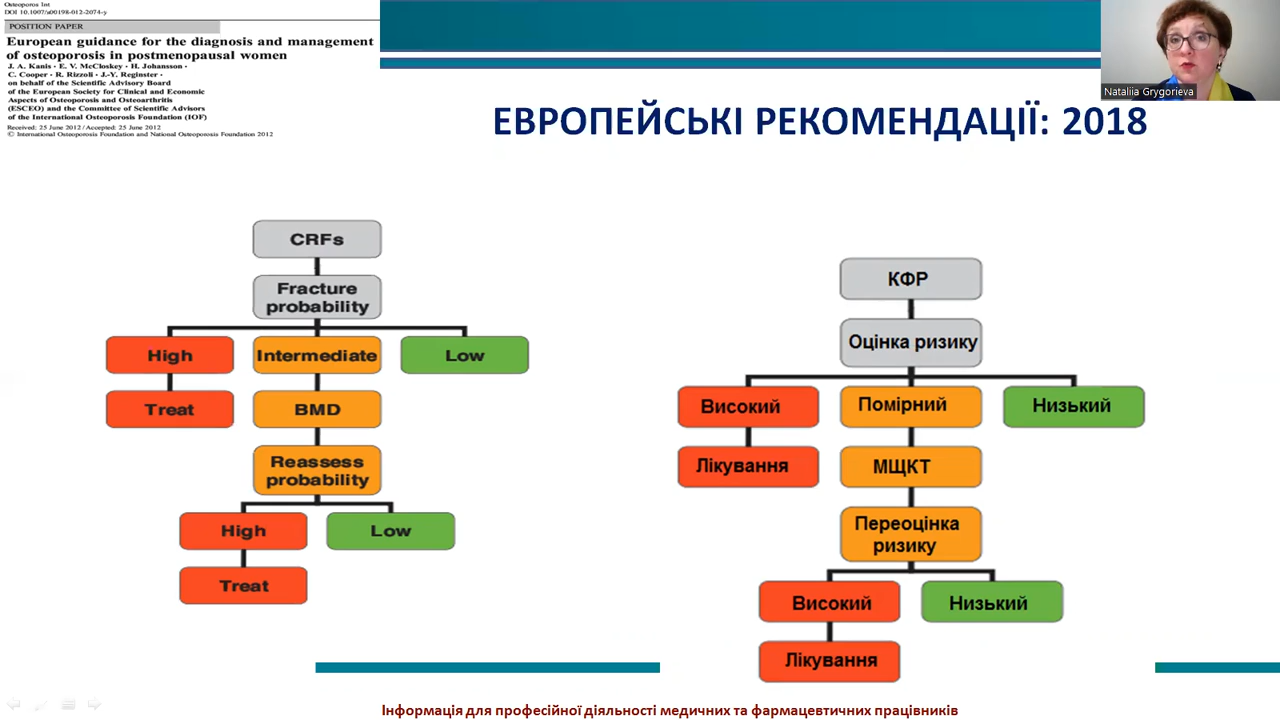 Osteoporos Int
DOI 10.1007/s00198-012-2074-y
POSITION PAPER
European guidance for the diagnosis and management
of osteoporosis in postmenopausal women
J. A. Kanis · E. V. McCloskey · H. Johansson ·
C. Cooper · R. Rizzoli · J.-Y. Reginster ·
on behalf of the Scientific Advisory Board
of the European Society for Clinical and Economic
Aspects of Osteoporosis and Osteoarthritis
(ESCEO) and the Committee of Scientific Advisors
of the International Osteoporosis Foundation (IOF)
Received: 25 June 2012 / Accepted: 25 June 2012
© International Osteoporosis Foundation and National Osteoporosis Foundation 2012
Nataliia Grygorieva
ЕВРОПЕЙСЬКІ РЕКОМЕНДАЦІЇ: 2018
CRFs
Fracture
probability
High
Intermediate
Low
Treat
BMD
Reassess
probability
High
Low
Treat
КФР
Оцінка ризику
Високий
Помірний
Низький
Лікування
МЩКТ
Переоцінка
ризику
Високий
Низький
Лікування
Інформація для професійної діяльності медичних та фармацевтичних працівників